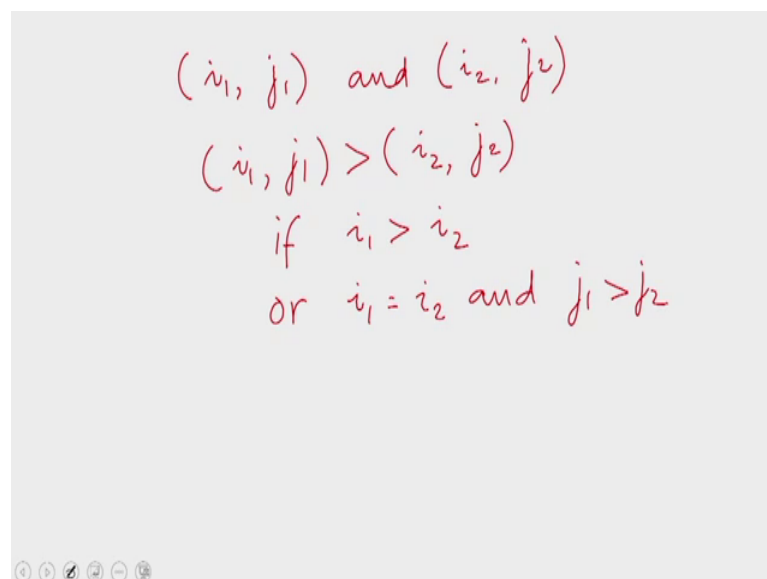 (i₁, j₁) and (i₂, j₂)
(i₁, j₁) > (i₂, j₂)
if i₁ > i₂
or i₁ = i₂ and j₁ > j₂